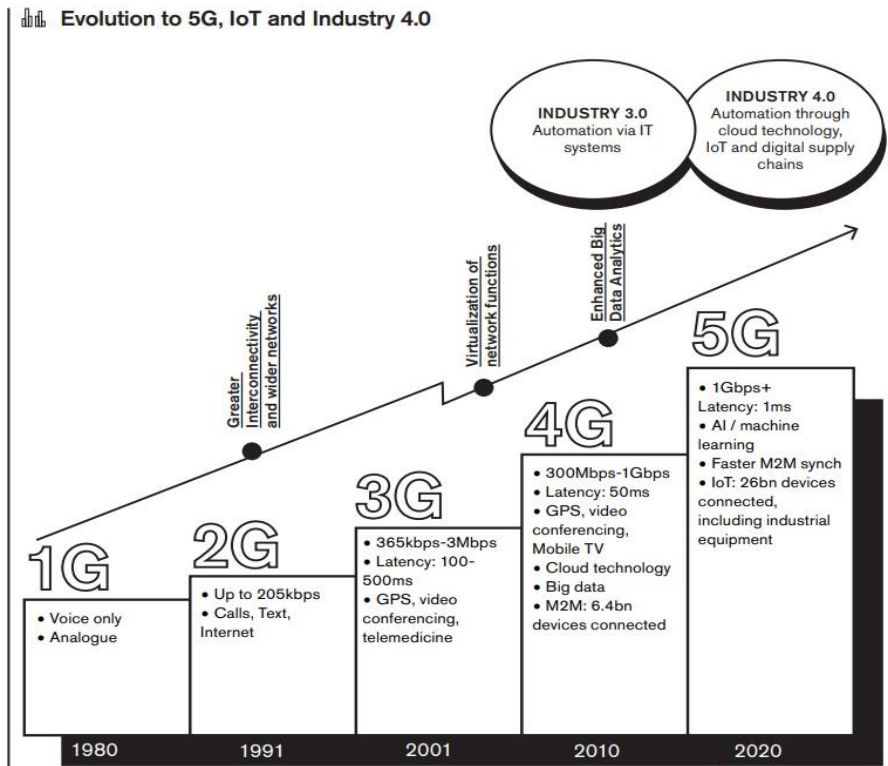 Evolution to 5G, IoT and Industry 4.0
INDUSTRY 3.0
Automation via IT
systems
INDUSTRY 4.0
Automation through
cloud technology,
IoT and digital supply
chains
Greater
Interconnectivity
and wider networks
Virtualization of
network functions
Enhanced Big
Data Analytics
1G
• Voice only
• Analogue
1980
2G
• Up to 205kbps
• Calls, Text,
Internet
1991
3G
• 365kbps-3Mbps
• Latency: 100-
500ms
• GPS, video
conferencing,
telemedicine
2001
4G
• 300Mbps-1Gbps
• Latency: 50ms
• GPS, video
conferencing,
Mobile TV
• Cloud technology
• Big data
• M2M: 6.4bn
devices connected
2010
5G
• 1Gbps+
Latency: 1ms
• AI / machine
learning
• Faster M2M synch
• IoT: 26bn devices
connected,
including industrial
equipment
2020